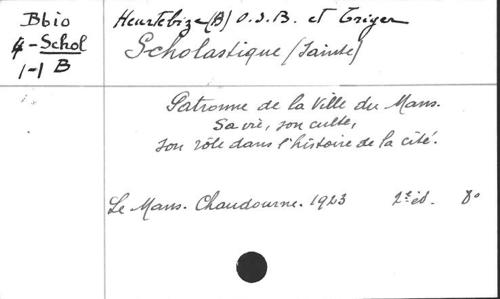 Bbio
4-Schol
1-1 B
Heurtebize (B) O.S.B. et Triger
Scholastique (Sainte)
Patronne de la Ville du Mans.
Sa vie, son culte,
son rôle dans l'histoire de la cité.
Le Mans. Chaudourne. 1923 2e éd. 8o